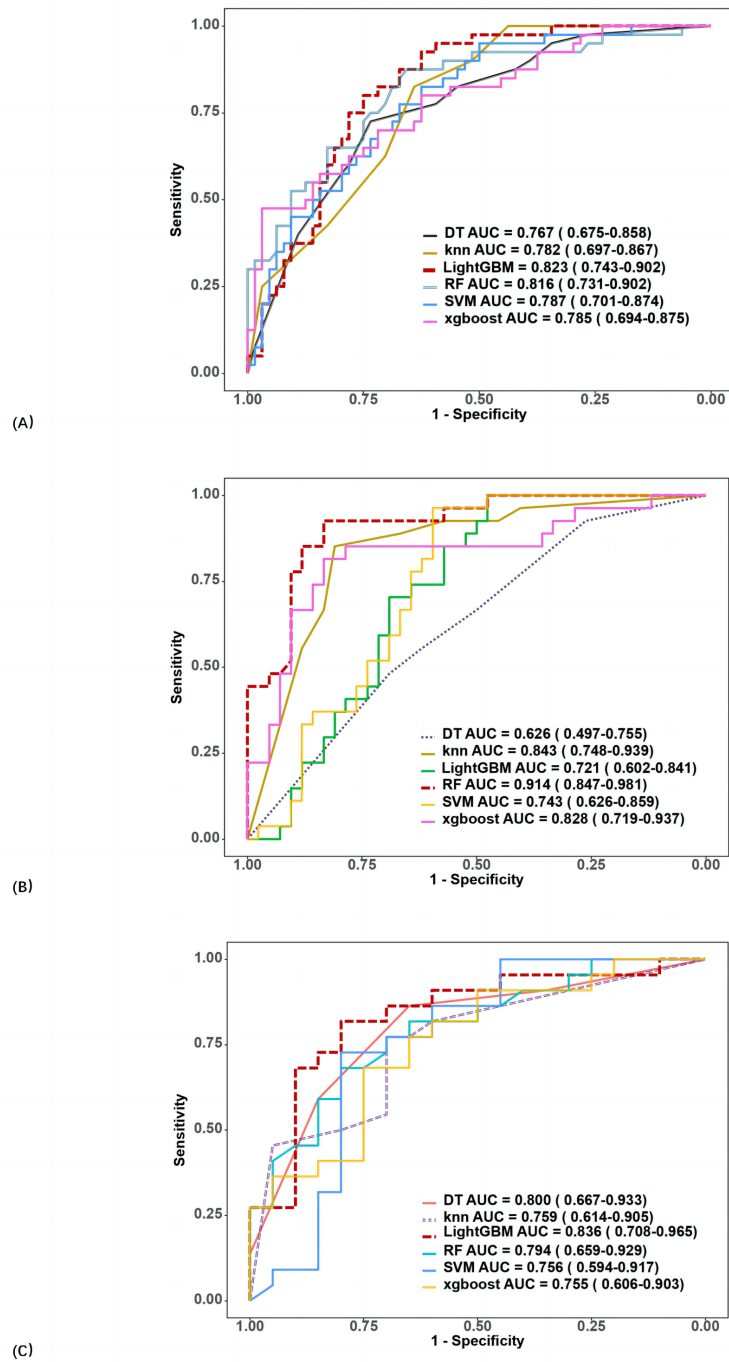 1.00
0.75
0.50
0.25
0.00
Sensitivity
DT AUC = 0.767 ( 0.675-0.858)
knn AUC = 0.782 ( 0.697-0.867)
LightGBM = 0.823 ( 0.743-0.902)
RF AUC = 0.816 ( 0.731-0.902)
SVM AUC = 0.787 ( 0.701-0.874)
xgboost AUC = 0.785 ( 0.694-0.875)
1.00 0.75 0.50 0.25 0.00
1 - Specificity
(A)
1.00
0.75
0.50
0.25
0.00
Sensitivity
DT AUC = 0.626 ( 0.497-0.755)
knn AUC = 0.843 ( 0.748-0.939)
LightGBM AUC = 0.721 ( 0.602-0.841)
RF AUC = 0.914 ( 0.847-0.981)
SVM AUC = 0.743 ( 0.626-0.859)
xgboost AUC = 0.828 ( 0.719-0.937)
1.00 0.75 0.50 0.25 0.00
1 - Specificity
(B)
1.00
0.75
0.50
0.25
0.00
Sensitivity
DT AUC = 0.800 ( 0.667-0.933)
knn AUC = 0.759 ( 0.614-0.905)
LightGBM AUC = 0.836 ( 0.708-0.965)
RF AUC = 0.794 ( 0.659-0.929)
SVM AUC = 0.756 ( 0.594-0.917)
xgboost AUC = 0.755 ( 0.606-0.903)
1.00 0.75 0.50 0.25 0.00
1 - Specificity
(C)